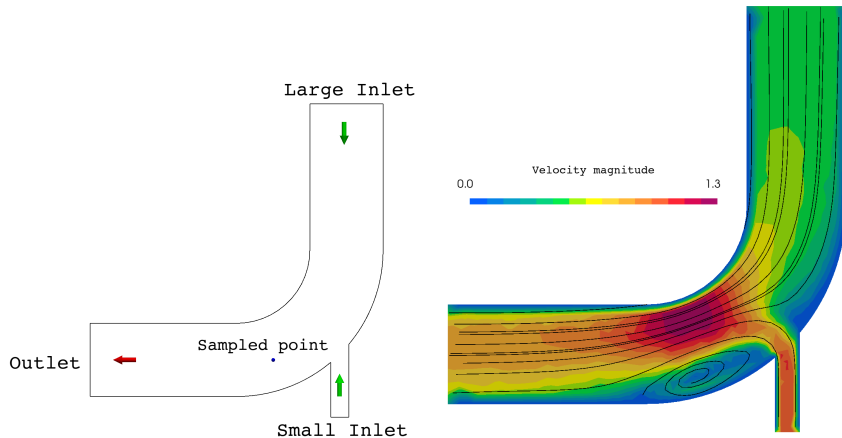 Large Inlet
Velocity magnitude
0.0
1.3
Sampled point
Outlet
Small Inlet